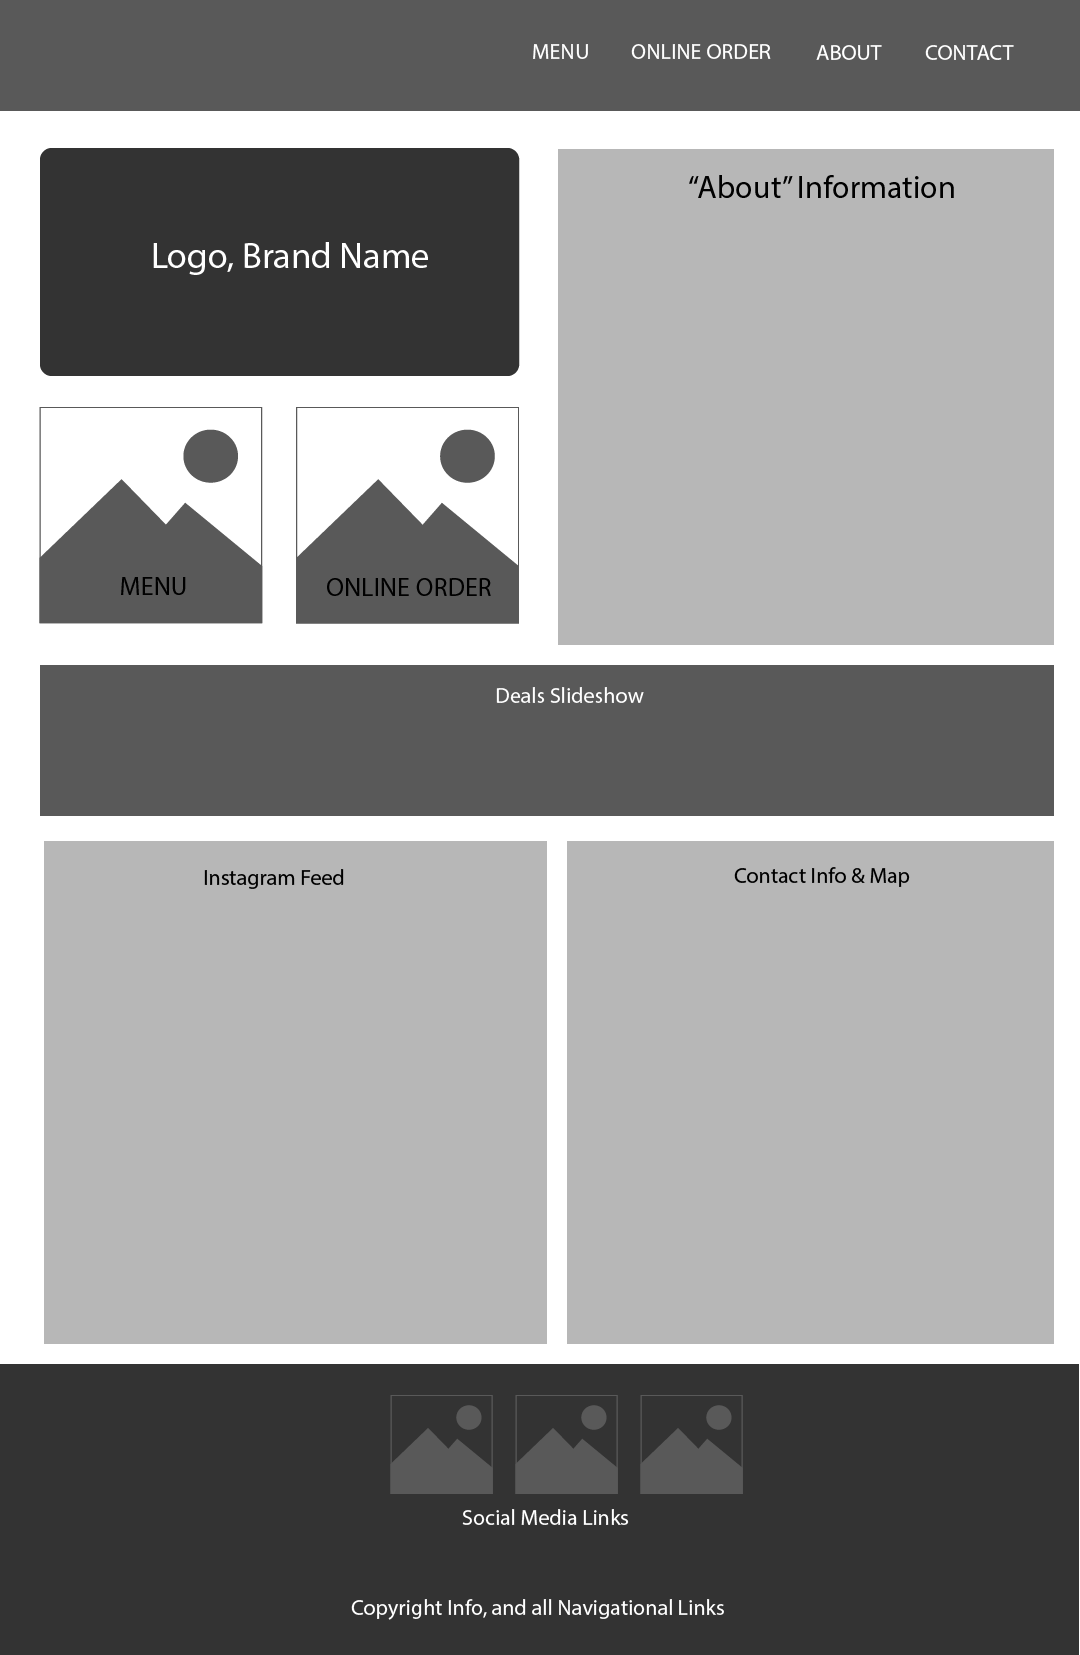 MENU
ONLINE ORDER
ABOUT
CONTACT
Logo, Brand Name
“About” Information
MENU
ONLINE ORDER
Deals Slideshow
Instagram Feed
Contact Info & Map
Social Media Links
Copyright Info, and all Navigational Links